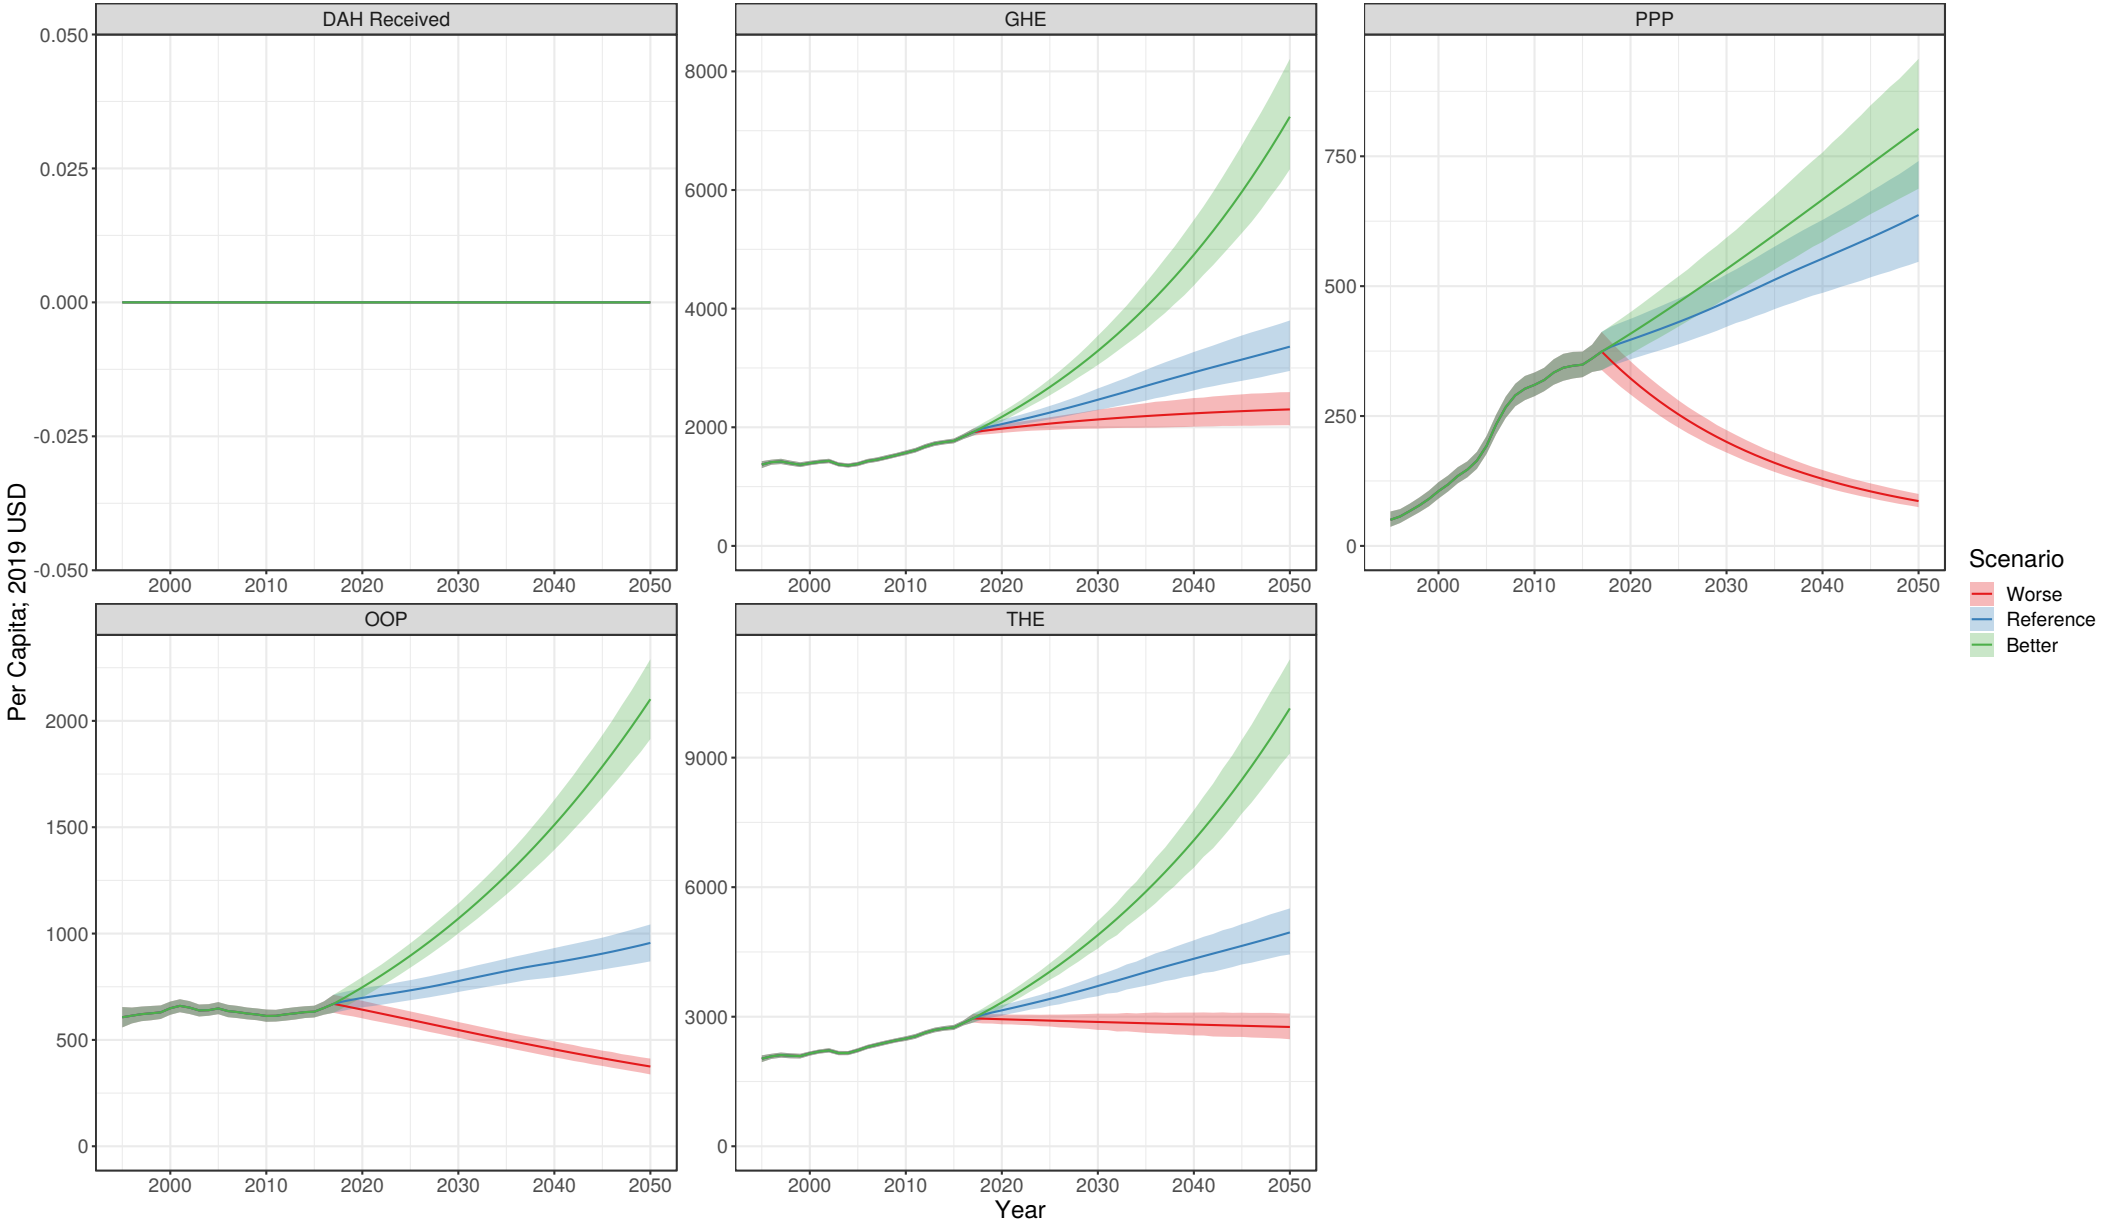 DAH Received
GHE
PPP
0.050
0.025
0.000
-0.025
-0.050
8000
6000
4000
2000
0
750
500
250
0
2000 2010 2020 2030 2040 2050
2000 2010 2020 2030 2040 2050
2000 2010 2020 2030 2040 2050
OOP
THE
2000
1500
1000
500
0
9000
6000
3000
0
2000 2010 2020 2030 2040 2050
2000 2010 2020 2030 2040 2050
Year
Per Capita; 2019 USD
Scenario
Worse
Reference
Better